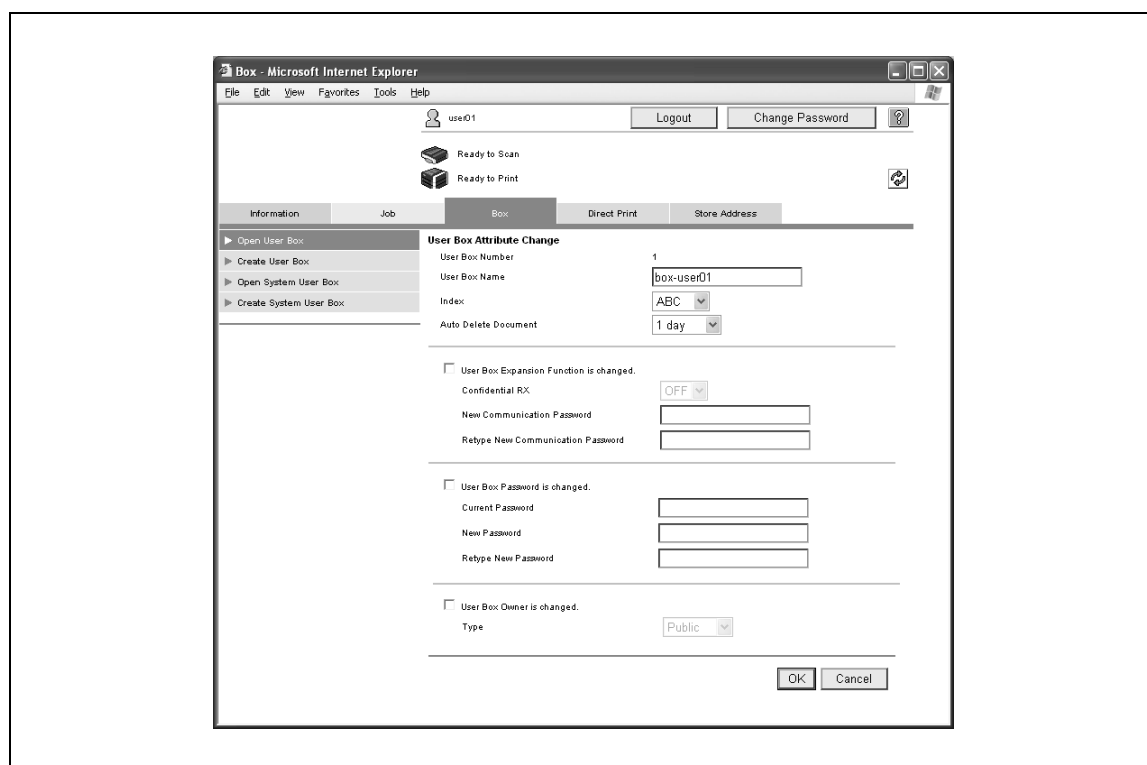 Box - Microsoft Internet Explorer
File Edit View Favorites Tools Help
user01 Logout Change Password ?
Ready to Scan
Ready to Print
Information Job Box Direct Print Store Address
Open User Box
Create User Box
Open System User Box
Create System User Box
User Box Attribute Change
User Box Number 1
User Box Name box-user01
Index ABC
Auto Delete Document 1 day
User Box Expansion Function is changed.
Confidential RX OFF
New Communication Password
Retype New Communication Password
User Box Password is changed.
Current Password
New Password
Retype New Password
User Box Owner is changed.
Type Public
OK Cancel